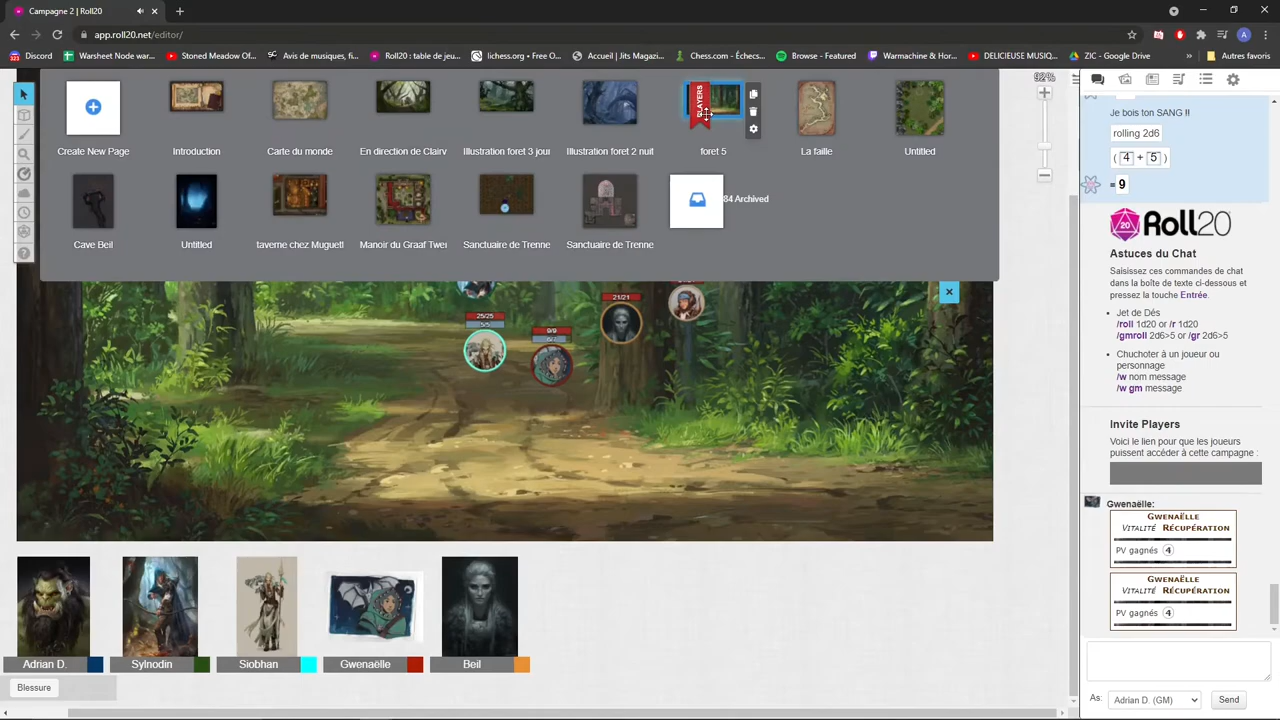 Campagne 2 | Roll20
app.roll20.net/editor/
Discord
Warsheet Node war...
Stoned Meadow Of...
Avis de musiques, fi...
Roll20 : table de jeu...
lichess.org • Free O...
Accueil | Jits Magazi...
Chess.com - Échecs...
Browse - Featured
Warmachine & Hor...
DELICIEUSE MUSIQ...
ZIC - Google Drive
Autres favoris
92%
PLAYERS
Create New Page
Introduction
Carte du monde
En direction de Clairv
Illustration foret 3 jour
Illustration foret 2 nuit
foret 5
La faille
Untitled
84 Archived
Cave Beil
Untitled
taverne chez Muguett
Manoir du Graaf Twer
Sanctuaire de Trenne
Sanctuaire de Trenne
21/21
25/25
5/5
9/9
Adrian D.
Sylnodin
Siobhan
Gwenaëlle
Beil
Blessure
Je bois ton SANG !!
rolling 2d6
( 4 + 5 )
= 9
20
Roll20
Astuces du Chat
Saisissez ces commandes de chat
dans la boîte de texte ci-dessous et
pressez la touche Entrée.
• Jet de Dés
/roll 1d20 or /r 1d20
/gmroll 2d6>5 or /gr 2d6>5
• Chuchoter à un joueur ou
personnage
/w nom message
/w gm message
Invite Players
Voici le lien pour que les joueurs
puissent accéder à cette campagne :
Gwenaëlle:
Gwenaëlle
Vitalité Récupération
PV gagnés 4
Gwenaëlle
Vitalité Récupération
PV gagnés 4
As:
Adrian D. (GM)
Send